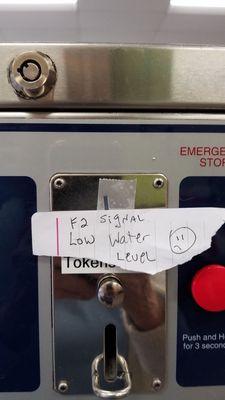 EMERGE
STOP
F2 SIGNAL
Low Water
Level
Tokens
Push and H
for 3 second